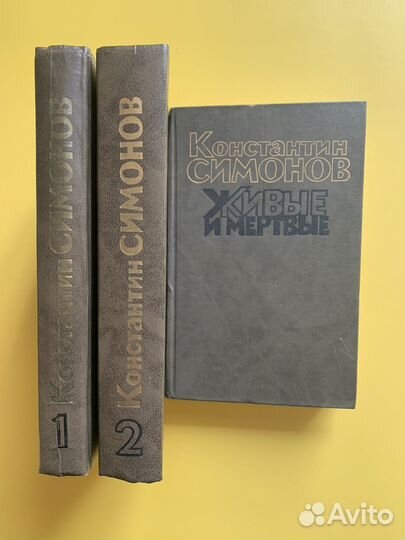 Константин СИМОНОВ
1
Константин СИМОНОВ
2
Константин
СИМОНОВ
ЖИВЫЕ
И МЕРТВЫЕ
Avito